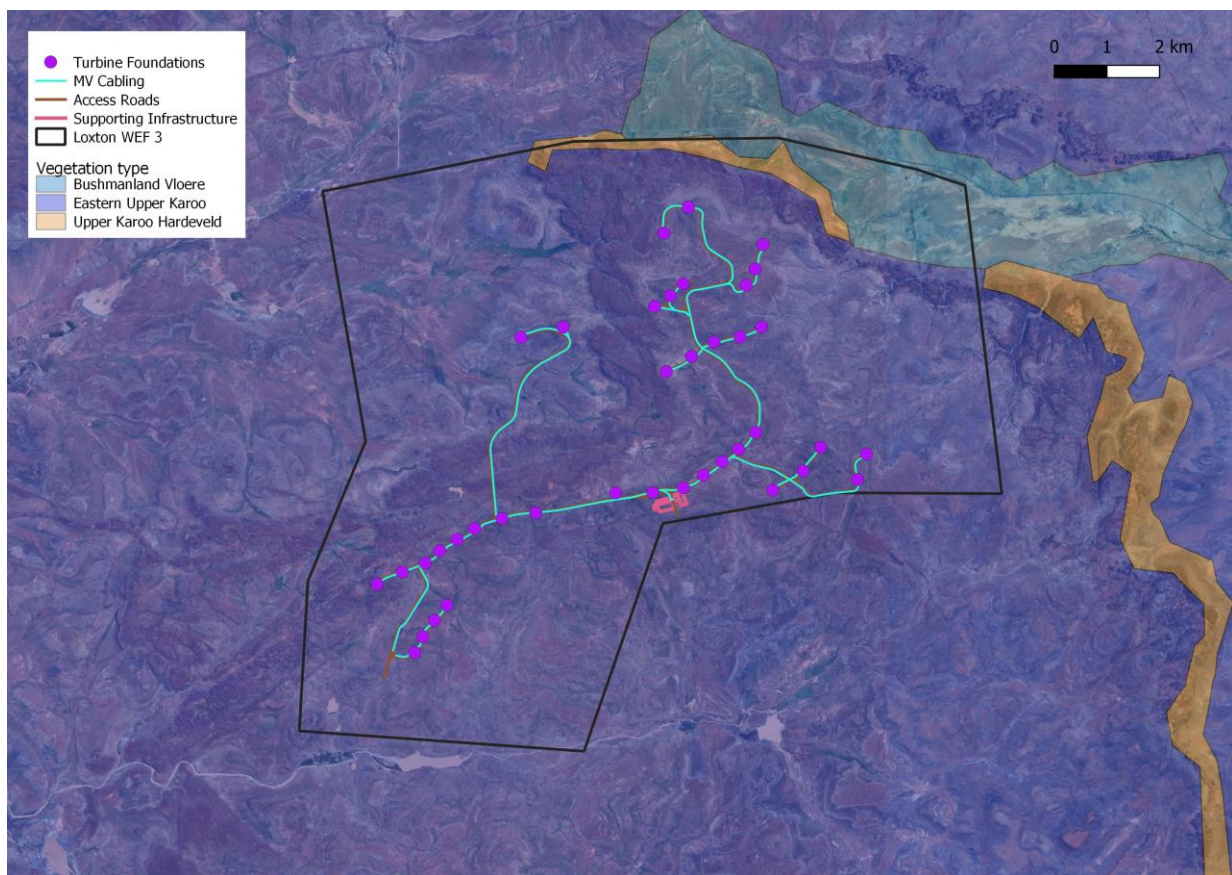 Turbine Foundations
MV Cabling
Access Roads
Supporting Infrastructure
Loxton WEF 3
Vegetation type
Bushmanland Vloere
Eastern Upper Karoo
Upper Karoo Hardeveld
0 1 2 km